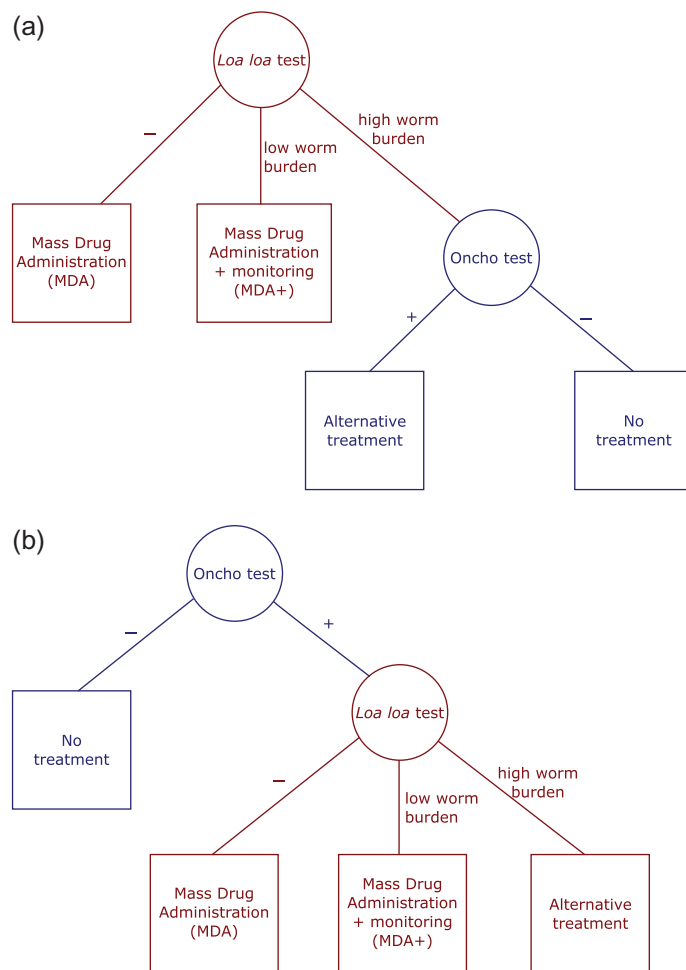 (a)
Loa loa test
−
low worm
burden
high worm
burden
Mass Drug
Administration
(MDA)
Mass Drug
Administration
+ monitoring
(MDA+)
Oncho test
+
−
Alternative
treatment
No
treatment
(b)
Oncho test
−
+
No
treatment
Loa loa test
−
low worm
burden
high worm
burden
Mass Drug
Administration
(MDA)
Mass Drug
Administration
+ monitoring
(MDA+)
Alternative
treatment